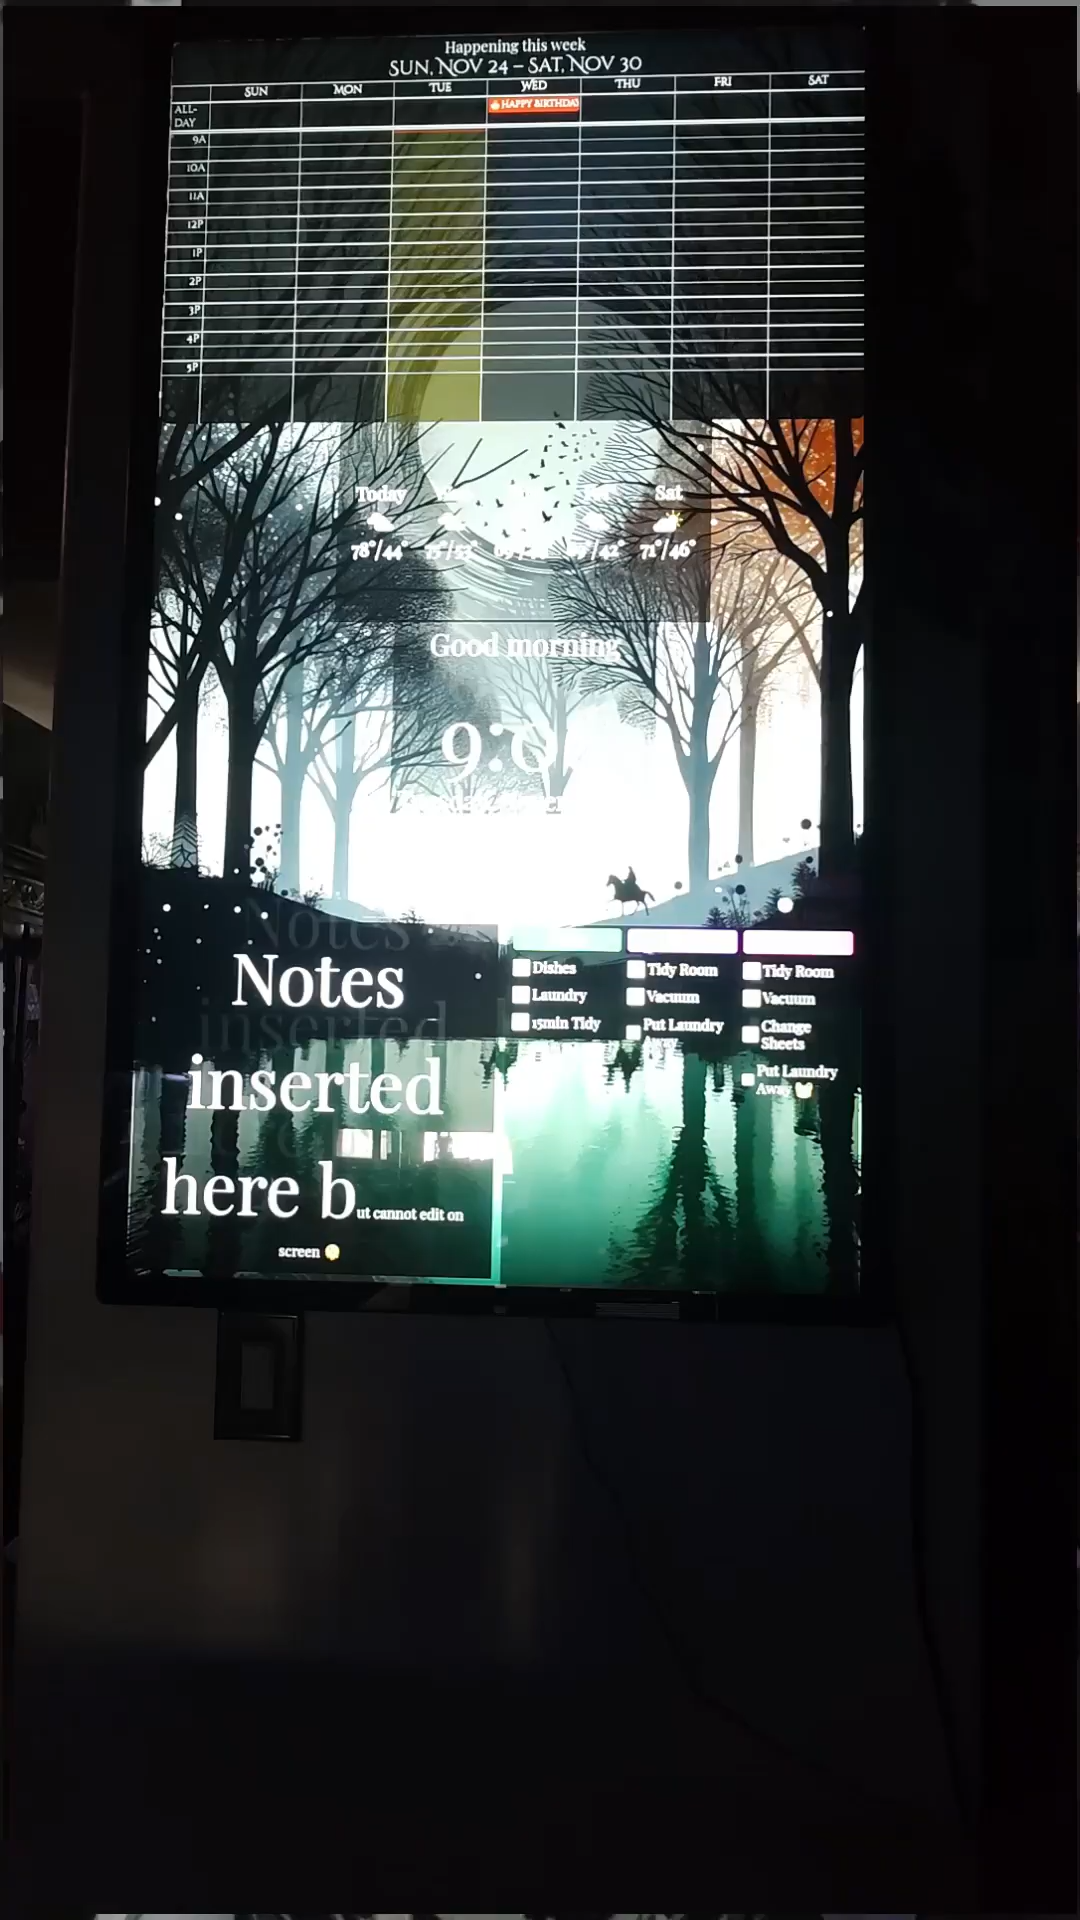 Happening this week
SUN, NOV 24 – SAT, NOV 30
SUN MON TUE WED THU FRI SAT
ALL-
DAY
HAPPY BIRTHDAY
9A
10A
11A
12P
1P
2P
3P
4P
5P
Today Sat
78°/44° 71°/46°
Good morning
Notes
inserted
here but cannot edit on
screen
Dishes
Laundry
15min Tidy
Tidy Room
Vacuum
Put Laundry
Away
Tidy Room
Vacuum
Change
Sheets
Put Laundry
Away